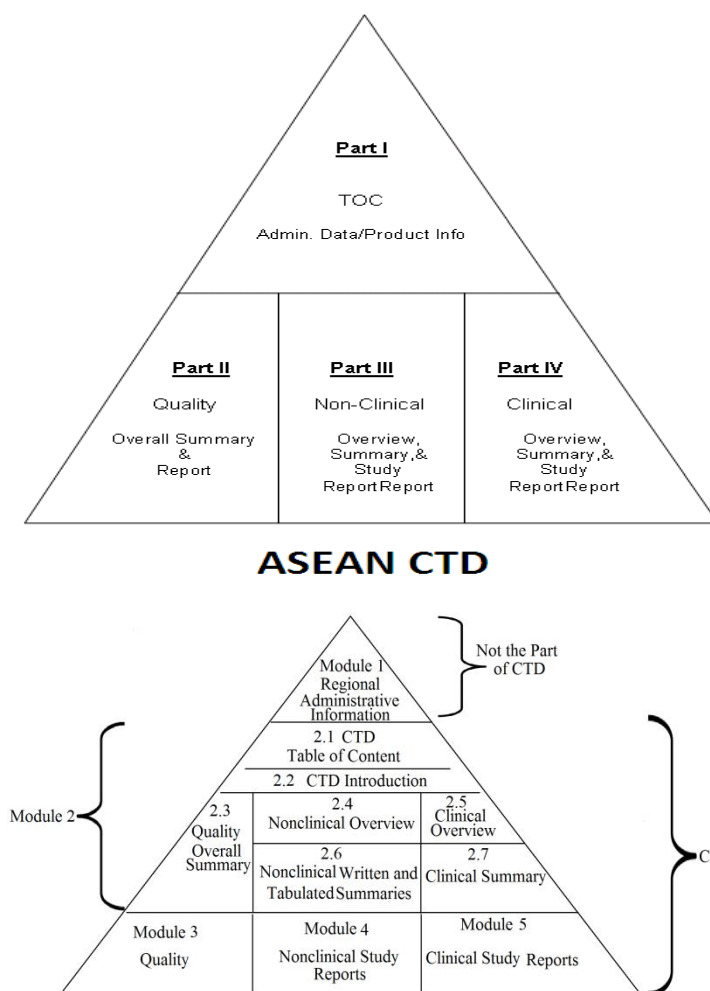 Part I
TOC
Admin. Data/Product Info
Part II
Quality
Overall Summary
&
Report
Part III
Non-Clinical
Overview,
Summary,&
Study
ReportReport
Part IV
Clinical
Overview,
Summary,&
Study
ReportReport
ASEAN CTD
Module 1
Regional
Administrative
Information
Not the Part
of CTD
2.1 CTD
Table of Content
2.2 CTD Introduction
Module 2
2.3
Quality
Overall
Summary
2.4
Nonclinical Overview
2.5
Clinical
Overview
2.6
Nonclinical Written and
Tabulated Summaries
2.7
Clinical Summary
C
Module 3
Quality
Module 4
Nonclinical Study
Reports
Module 5
Clinical Study Reports